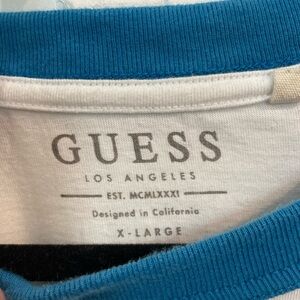 GUESS
LOS ANGELES
EST. MCMLXXXI
Designed in California
X-LARGE